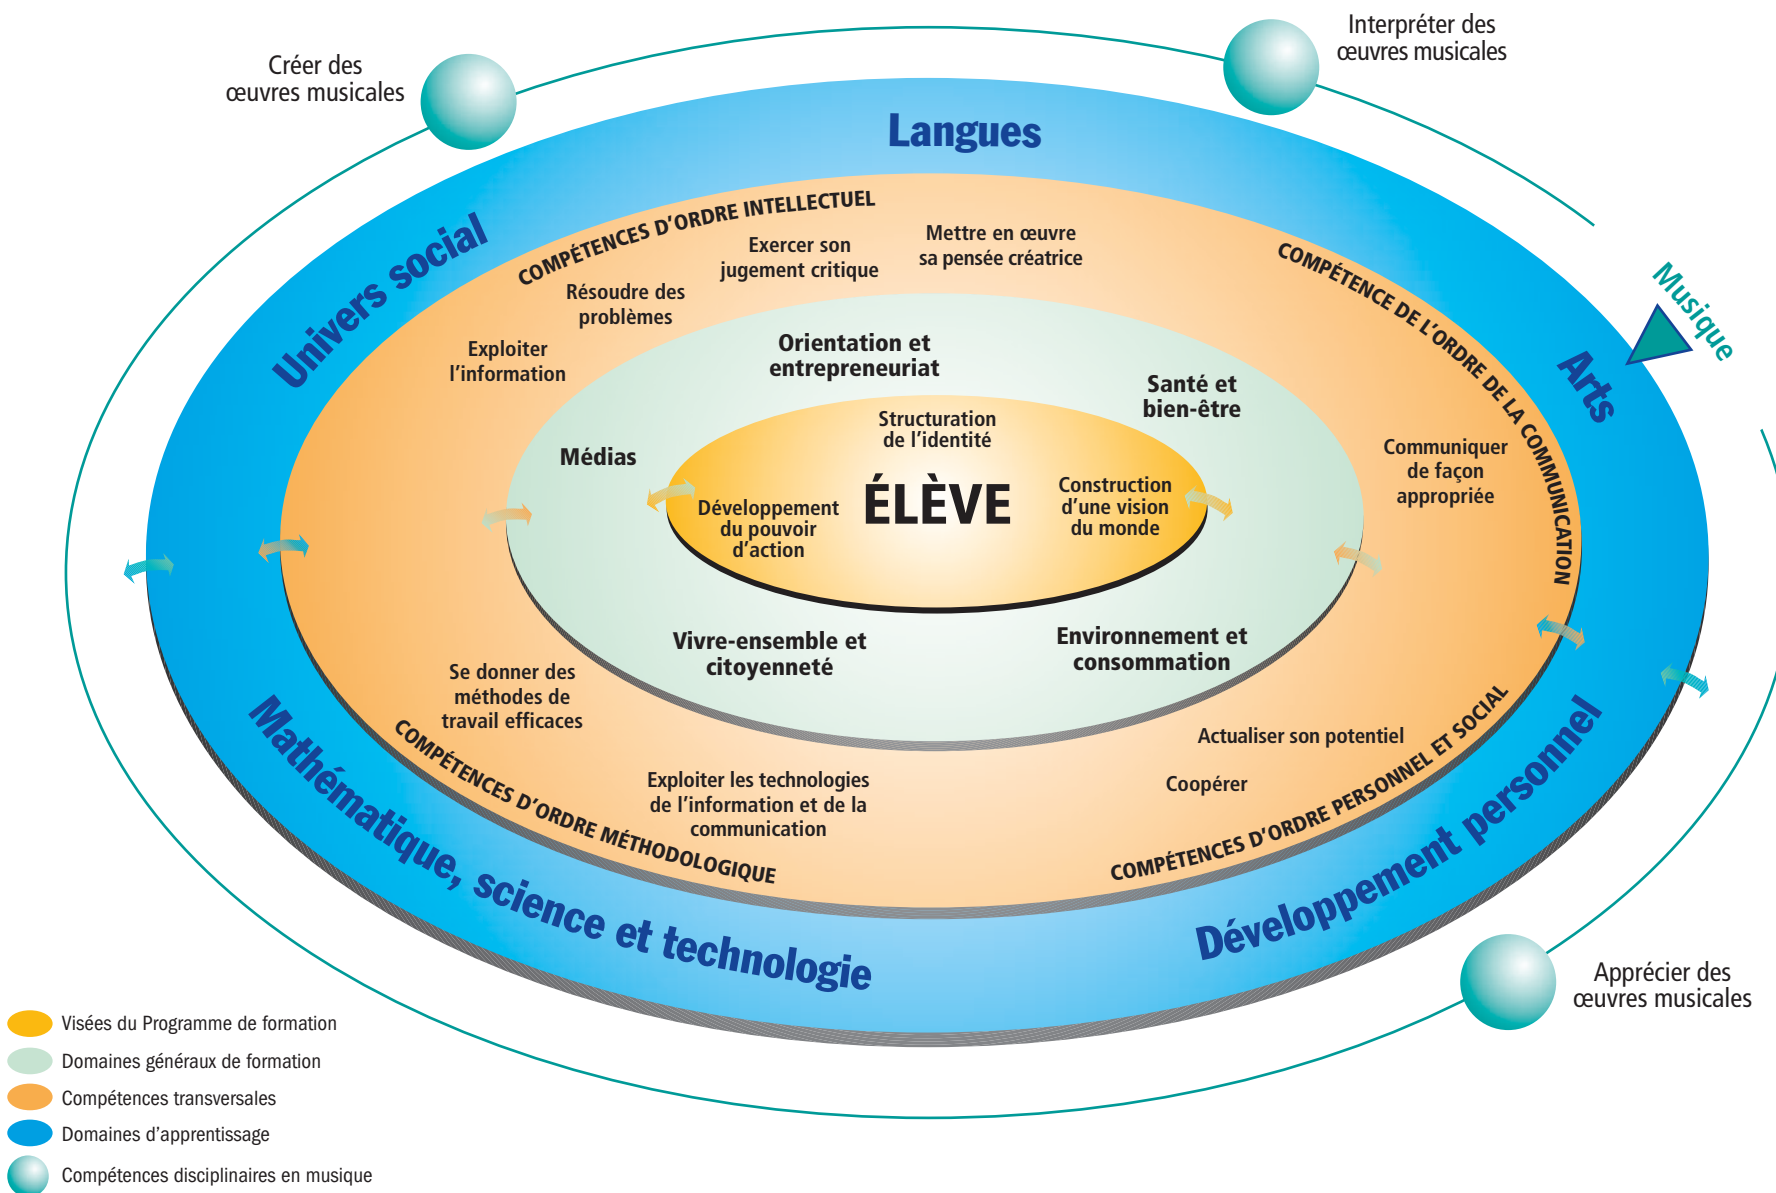 Créer des
œuvres musicales
Interpréter des
œuvres musicales
Langues
Univers social
Arts
Musique
COMPÉTENCES D'ORDRE INTELLECTUEL
Exploiter
l'information
Résoudre des
problèmes
Exercer son
jugement critique
Mettre en œuvre
sa pensée créatrice
COMPÉTENCE DE L'ORDRE DE LA COMMUNICATION
Communiquer
de façon
appropriée
Orientation et
entrepreneuriat
Santé et
bien-être
Médias
Structuration
de l'identité
ÉLÈVE
Développement
du pouvoir
d'action
Construction
d'une vision
du monde
Vivre-ensemble et
citoyenneté
Environnement et
consommation
Se donner des
méthodes de
travail efficaces
Exploiter les technologies
de l'information et de la
communication
COMPÉTENCES D'ORDRE MÉTHODOLOGIQUE
Actualiser son potentiel
Coopérer
COMPÉTENCES D'ORDRE PERSONNEL ET SOCIAL
Mathématique, science et technologie
Développement personnel
Apprécier des
œuvres musicales
Visées du Programme de formation
Domaines généraux de formation
Compétences transversales
Domaines d'apprentissage
Compétences disciplinaires en musique